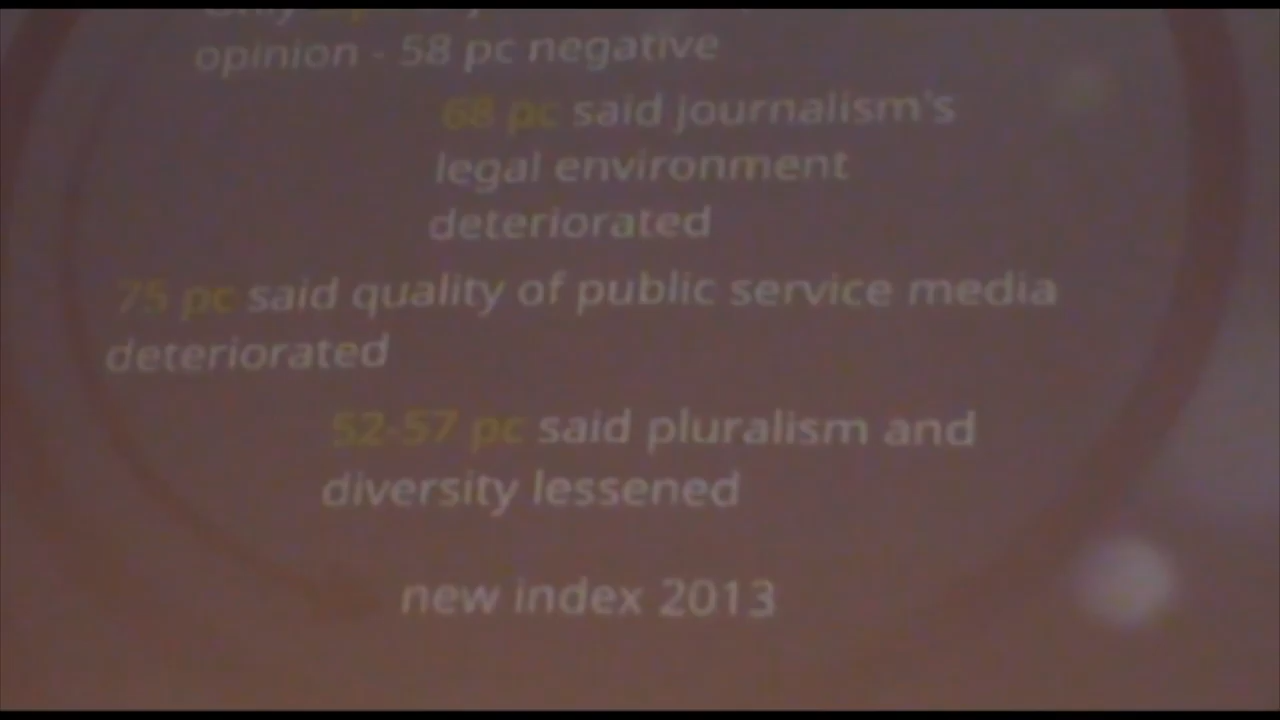 opinion - 58 pc negative
68 pc said journalism's
legal environment
deteriorated
75 pc said quality of public service media
deteriorated
52-57 pc said pluralism and
diversity lessened
new index 2013